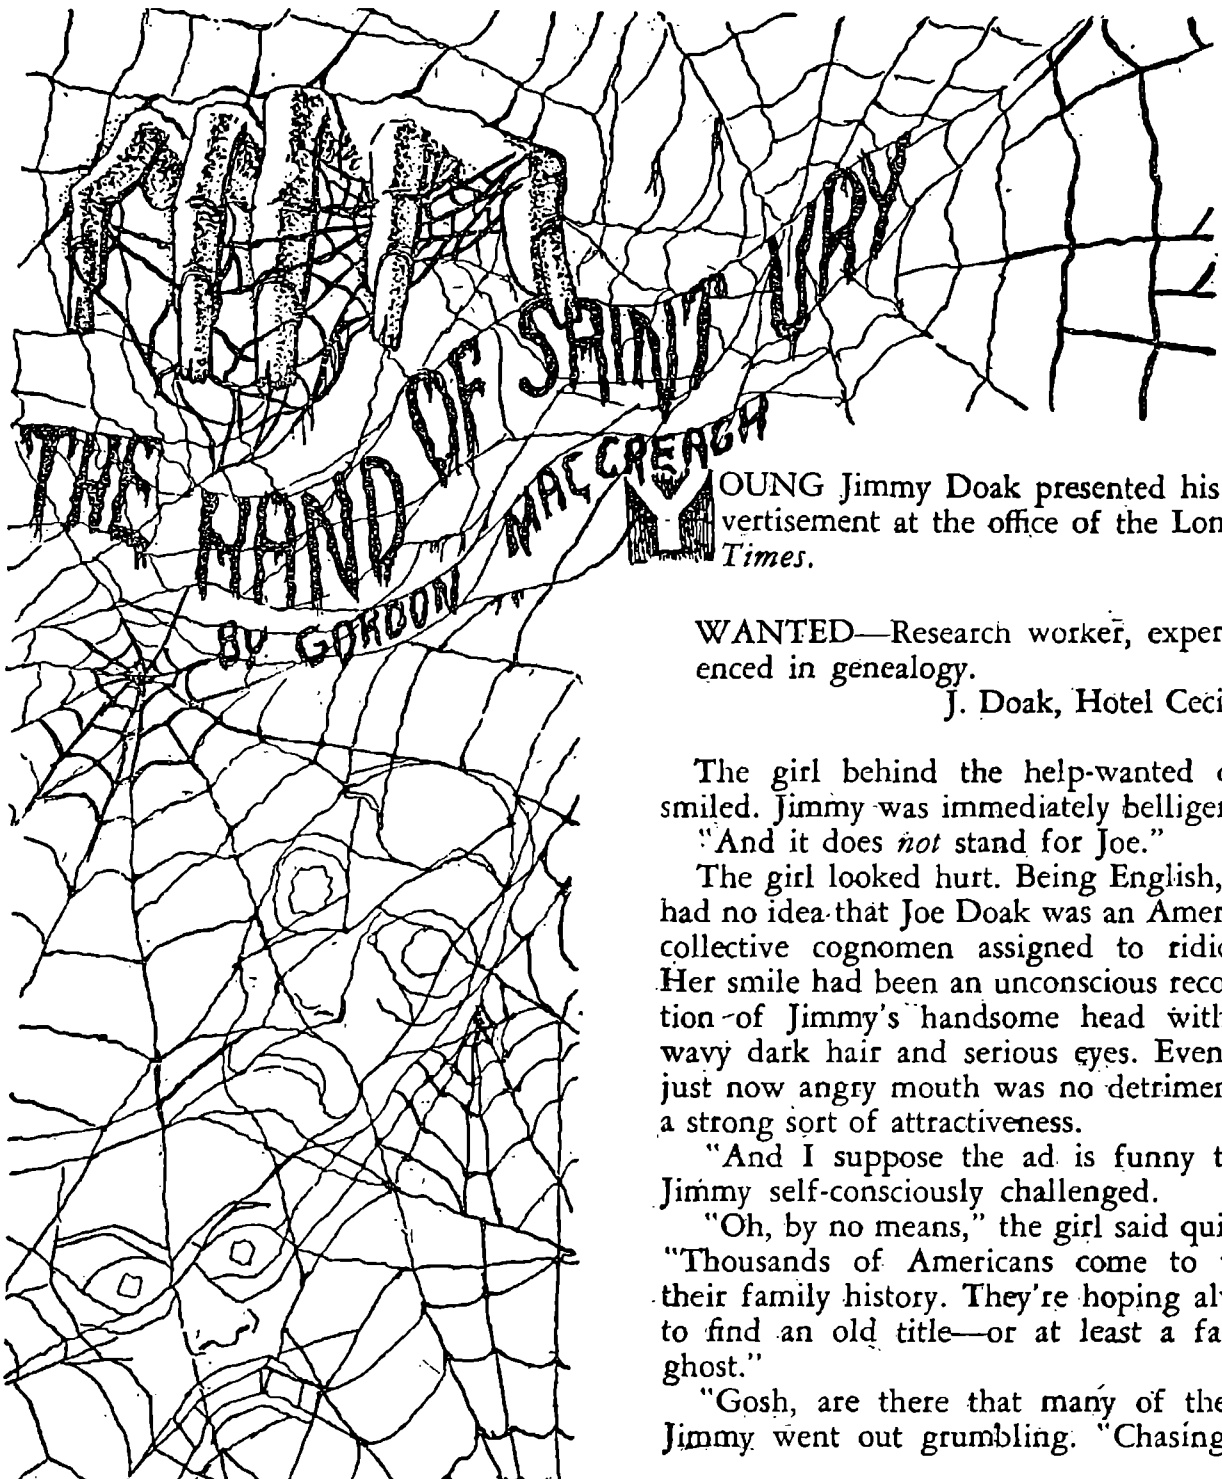 THE HAND OF SAINT URY
BY GORDON MACCREAGH
YOUNG Jimmy Doak presented his
vertisement at the office of the Lon
Times.
WANTED—Research worker, exper
enced in genealogy.
J. Doak, Hotel Ceci
The girl behind the help-wanted
smiled. Jimmy was immediately belliger
"And it does not stand for Joe."
The girl looked hurt. Being English,
had no idea that Joe Doak was an Amer
collective cognomen assigned to ridic
Her smile had been an unconscious reco
tion of Jimmy's handsome head with
wavy dark hair and serious eyes. Even
just now angry mouth was no detrimen
a strong sort of attractiveness.
"And I suppose the ad is funny t
Jimmy self-consciously challenged.
"Oh, by no means," the girl said qui
"Thousands of Americans come to
their family history. They're hoping al
to find an old title—or at least a fa
ghost."
"Gosh, are there that many of the
Jimmy went out grumbling. "Chasing